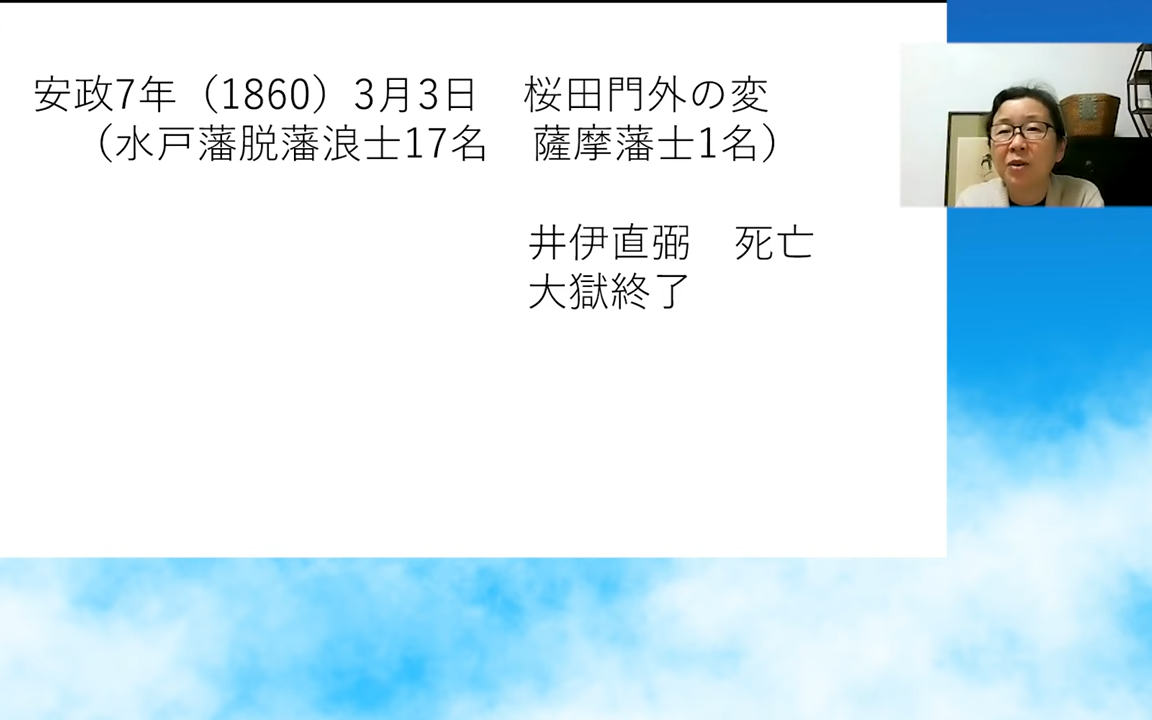 安政7年（1860）3月3日　桜田門外の変
（水戸藩脱藩浪士17名　薩摩藩士1名）
井伊直弼　死亡
大獄終了